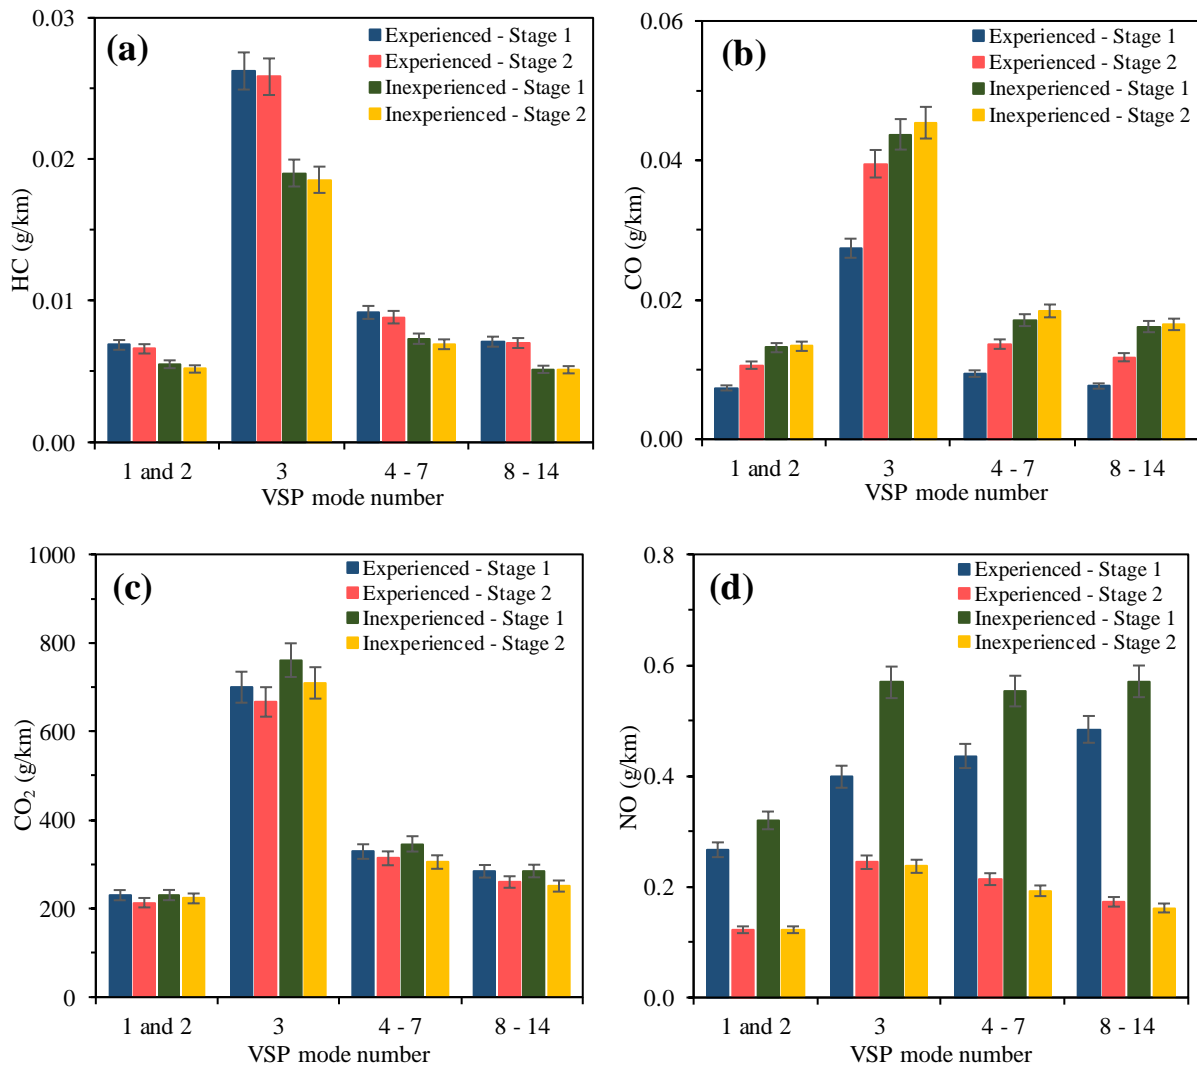 (a)
Experienced - Stage 1
Experienced - Stage 2
Inexperienced - Stage 1
Inexperienced - Stage 2
0.03
0.02
0.01
0.00
HC (g/km)
1 and 2
3
4 - 7
8 - 14
VSP mode number
(b)
Experienced - Stage 1
Experienced - Stage 2
Inexperienced - Stage 1
Inexperienced - Stage 2
0.06
0.04
0.02
0.00
CO (g/km)
1 and 2
3
4 - 7
8 - 14
VSP mode number
(c)
Experienced - Stage 1
Experienced - Stage 2
Inexperienced - Stage 1
Inexperienced - Stage 2
1000
800
600
400
200
0
CO₂ (g/km)
1 and 2
3
4 - 7
8 - 14
VSP mode number
(d)
Experienced - Stage 1
Experienced - Stage 2
Inexperienced - Stage 1
Inexperienced - Stage 2
0.8
0.6
0.4
0.2
0.0
NO (g/km)
1 and 2
3
4 - 7
8 - 14
VSP mode number